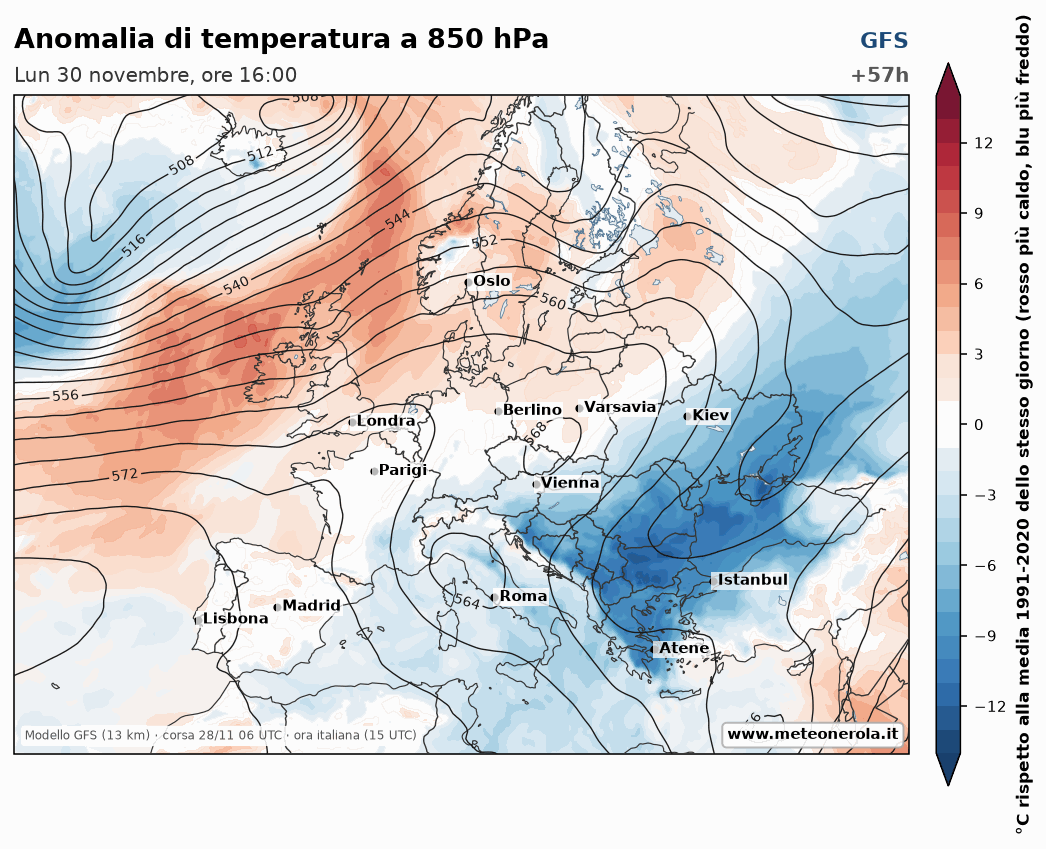 Anomalia di temperatura a 850 hPa
GFS
Lun 30 novembre, ore 16:00
+57h
508
508
512
516
544
552
540
560
556
572
568
564
Oslo
Berlino
Varsavia
Kiev
Londra
Parigi
Vienna
Istanbul
Roma
Madrid
Lisbona
Atene
Modello GFS (13 km) · corsa 28/11 06 UTC · ora italiana (15 UTC)
www.meteonerola.it
12
9
6
3
0
−3
−6
−9
−12
°C rispetto alla media 1991-2020 dello stesso giorno (rosso più caldo, blu più freddo)